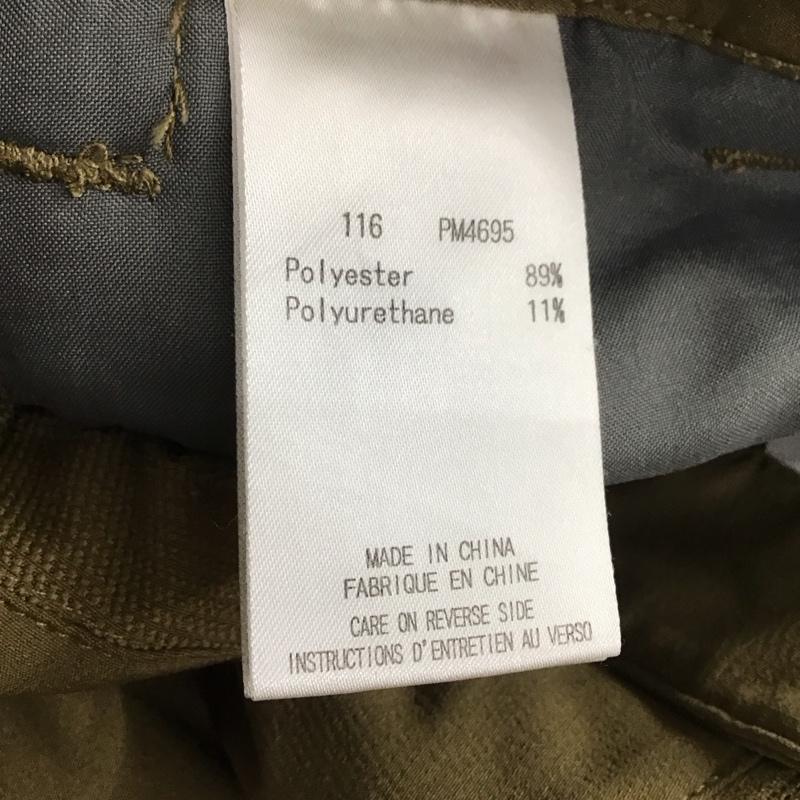 116 PM4695
Polyester 89%
Polyurethane 11%
MADE IN CHINA
FABRIQUE EN CHINE
CARE ON REVERSE SIDE
INSTRUCTIONS D'ENTRETIEN AU VERSO